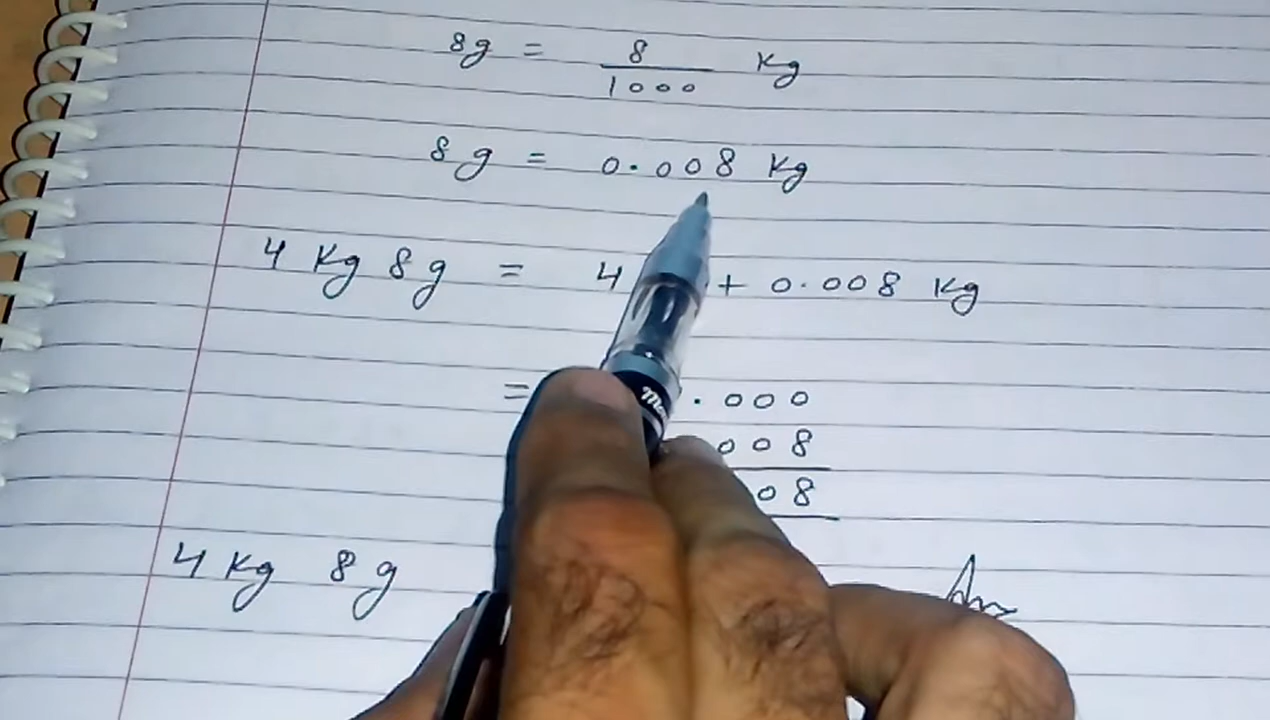 8g = 8/1000 Kg
8g = 0.008 Kg
4 Kg 8g = 4 + 0.008 Kg
= .000
008
08
4 Kg 8g